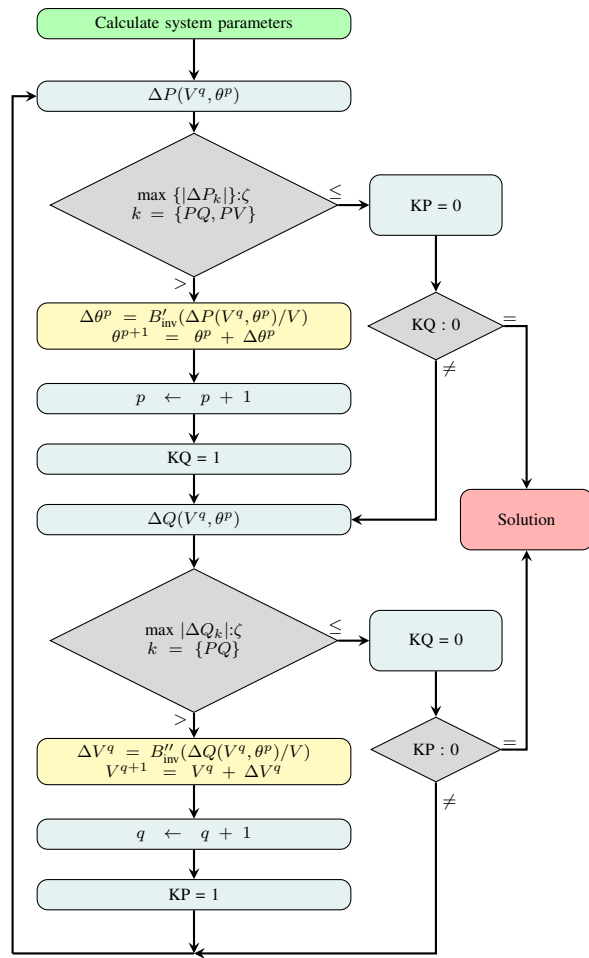 Calculate system parameters
ΔP(V^q, θ^p)
max {|ΔP_k|}:ζ
k = {PQ, PV}
≤
KP = 0
>
Δθ^p = B′_inv(ΔP(V^q, θ^p)/V)
θ^{p+1} = θ^p + Δθ^p
KQ : 0
=
≠
p ← p + 1
KQ = 1
ΔQ(V^q, θ^p)
Solution
max |ΔQ_k|:ζ
k = {PQ}
≤
KQ = 0
>
ΔV^q = B″_inv(ΔQ(V^q, θ^p)/V)
V^{q+1} = V^q + ΔV^q
KP : 0
=
≠
q ← q + 1
KP = 1